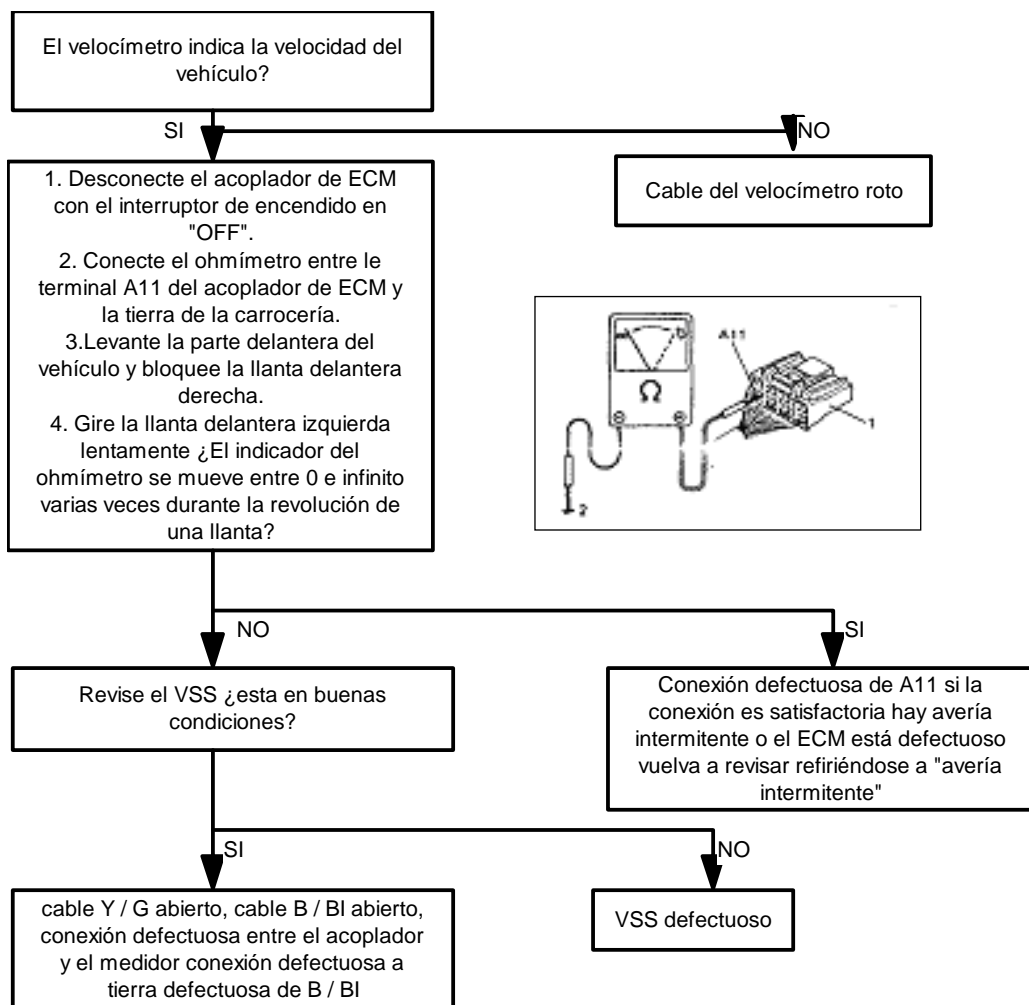 El velocímetro indica la velocidad del
vehículo?
SI
NO
1. Desconecte el acoplador de ECM
con el interruptor de encendido en
"OFF".
2. Conecte el ohmímetro entre le
terminal A11 del acoplador de ECM y
la tierra de la carrocería.
3.Levante la parte delantera del
vehículo y bloquee la llanta delantera
derecha.
4. Gire la llanta delantera izquierda
lentamente ¿El indicador del
ohmímetro se mueve entre 0 e infinito
varias veces durante la revolución de
una llanta?
Cable del velocímetro roto
A11
Ω
1
2
NO
SI
Revise el VSS ¿esta en buenas
condiciones?
Conexión defectuosa de A11 si la
conexión es satisfactoria hay avería
intermitente o el ECM está defectuoso
vuelva a revisar refiriéndose a "avería
intermitente"
SI
NO
cable Y / G abierto, cable B / BI abierto,
conexión defectuosa entre el acoplador
y el medidor conexión defectuosa a
tierra defectuosa de B / BI
VSS defectuoso